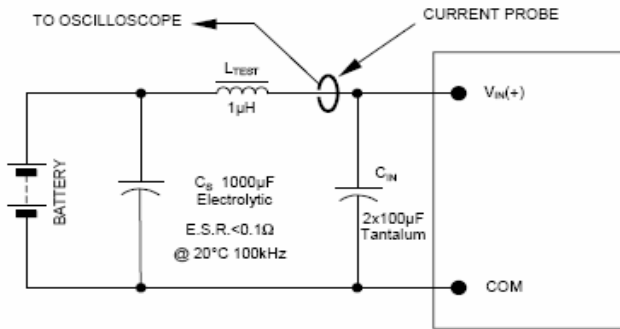 TO OSCILLOSCOPE
CURRENT PROBE
LTEST
1µH
VIN(+)
BATTERY
CS 1000µF
Electrolytic
E.S.R.<0.1Ω
@ 20°C 100kHz
CIN
2x100µF
Tantalum
COM